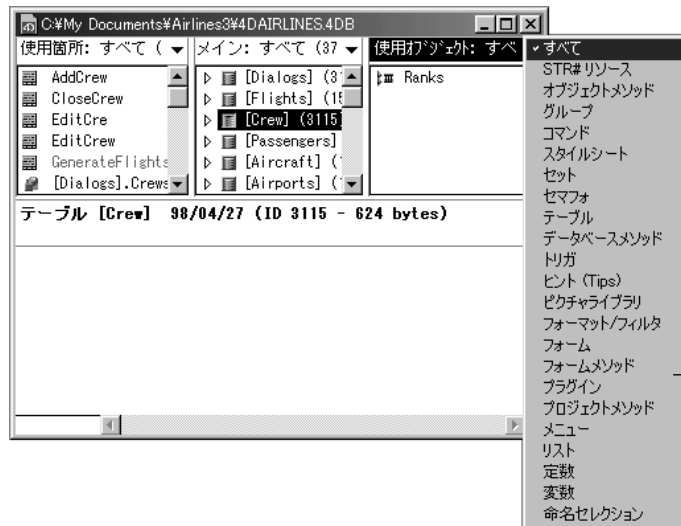 C:¥My Documents¥Airlines3¥4DAIRLINES.4DB
使用箇所: すべて (
メイン: すべて (37
使用ｵﾌﾞｼﾞｪｸﾄ: すべ
AddCrew
CloseCrew
EditCre
EditCrew
GenerateFlights
[Dialogs].Crews
[Dialogs] (3
[Flights] (15
[Crew] (3115
[Passengers]
[Aircraft] (
[Airports] (
Ranks
テーブル [Crew] 98/04/27 (ID 3115 - 624 bytes)
すべて
STR# リソース
オブジェクトメソッド
グループ
コマンド
スタイルシート
セット
セマフォ
テーブル
データベースメソッド
トリガ
ヒント (Tips)
ピクチャライブラリ
フォーマット/フィルタ
フォーム
フォームメソッド
プラグイン
プロジェクトメソッド
メニュー
リスト
定数
変数
命名セレクション